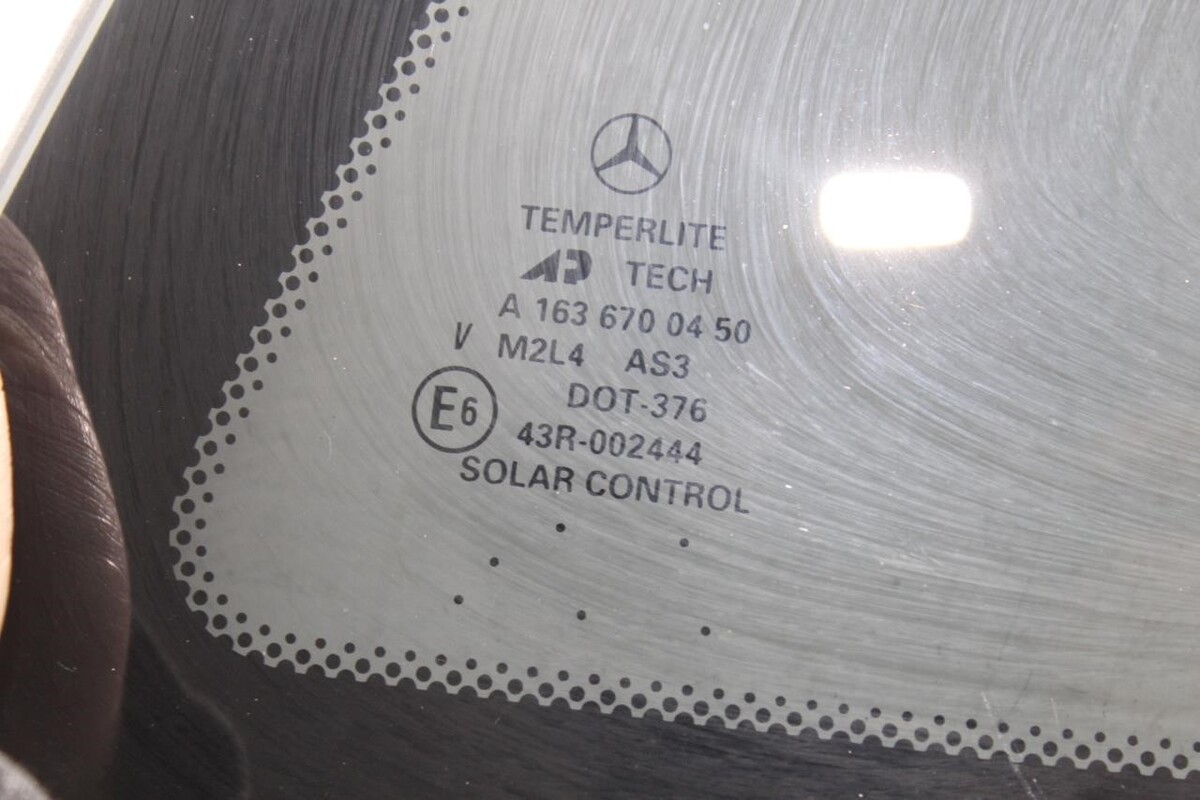 TEMPERLITE
AP TECH
A 163 670 04 50
V M2L4 AS3
DOT-376
E6
43R-002444
SOLAR CONTROL